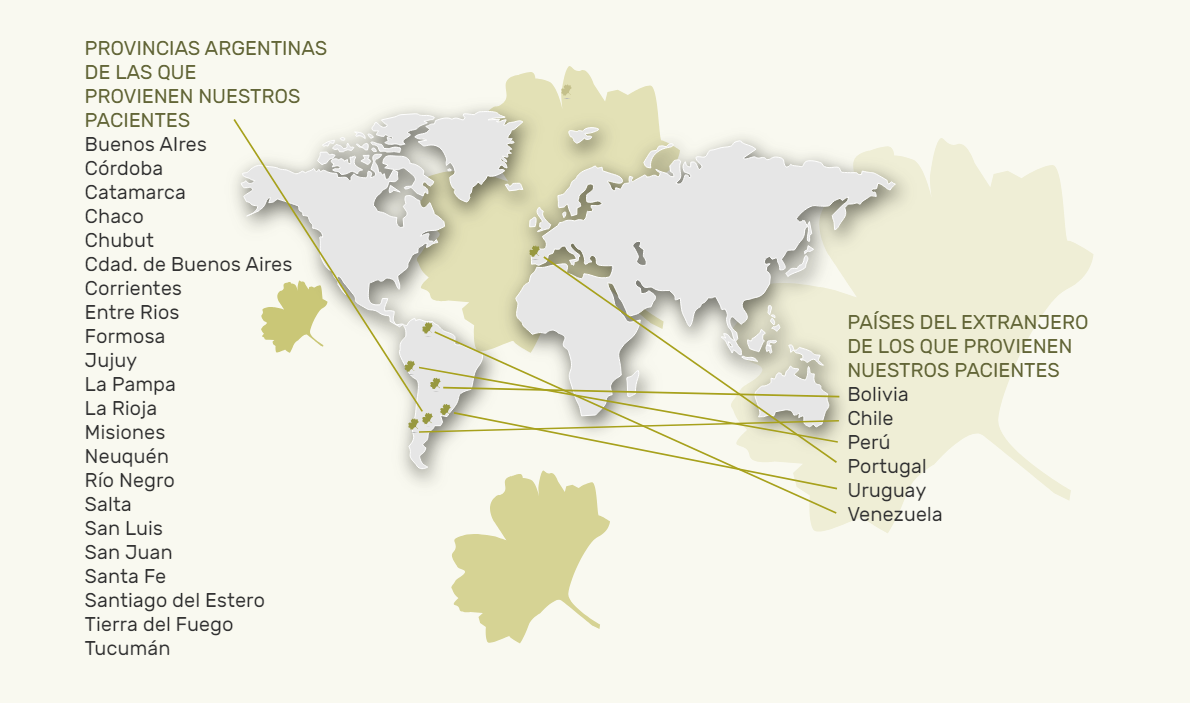 PROVINCIAS ARGENTINAS
DE LAS QUE
PROVIENEN NUESTROS
PACIENTES
Buenos AIres
Córdoba
Catamarca
Chaco
Chubut
Cdad. de Buenos Aires
Corrientes
Entre Rios
Formosa
Jujuy
La Pampa
La Rioja
Misiones
Neuquén
Río Negro
Salta
San Luis
San Juan
Santa Fe
Santiago del Estero
Tierra del Fuego
Tucumán
PAÍSES DEL EXTRANJERO
DE LOS QUE PROVIENEN
NUESTROS PACIENTES
Bolivia
Chile
Perú
Portugal
Uruguay
Venezuela